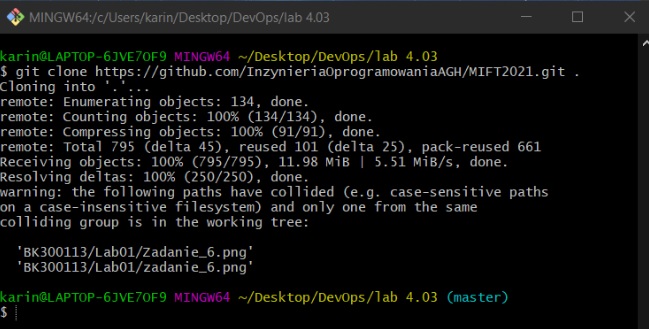 MINGW64:/c/Users/karin/Desktop/DevOps/lab 4.03
karin@LAPTOP-6JVE7OF9 MINGW64 ~/Desktop/DevOps/lab 4.03
$ git clone https://github.com/InzynieriaOprogramowaniaAGH/MIFT2021.git .
Cloning into '.'...
remote: Enumerating objects: 134, done.
remote: Counting objects: 100% (134/134), done.
remote: Compressing objects: 100% (91/91), done.
remote: Total 795 (delta 45), reused 101 (delta 25), pack-reused 661
Receiving objects: 100% (795/795), 11.98 MiB | 5.51 MiB/s, done.
Resolving deltas: 100% (250/250), done.
warning: the following paths have collided (e.g. case-sensitive paths
on a case-insensitive filesystem) and only one from the same
colliding group is in the working tree:
  'BK300113/Lab01/Zadanie_6.png'
  'BK300113/Lab01/zadanie_6.png'
karin@LAPTOP-6JVE7OF9 MINGW64 ~/Desktop/DevOps/lab 4.03 (master)
$